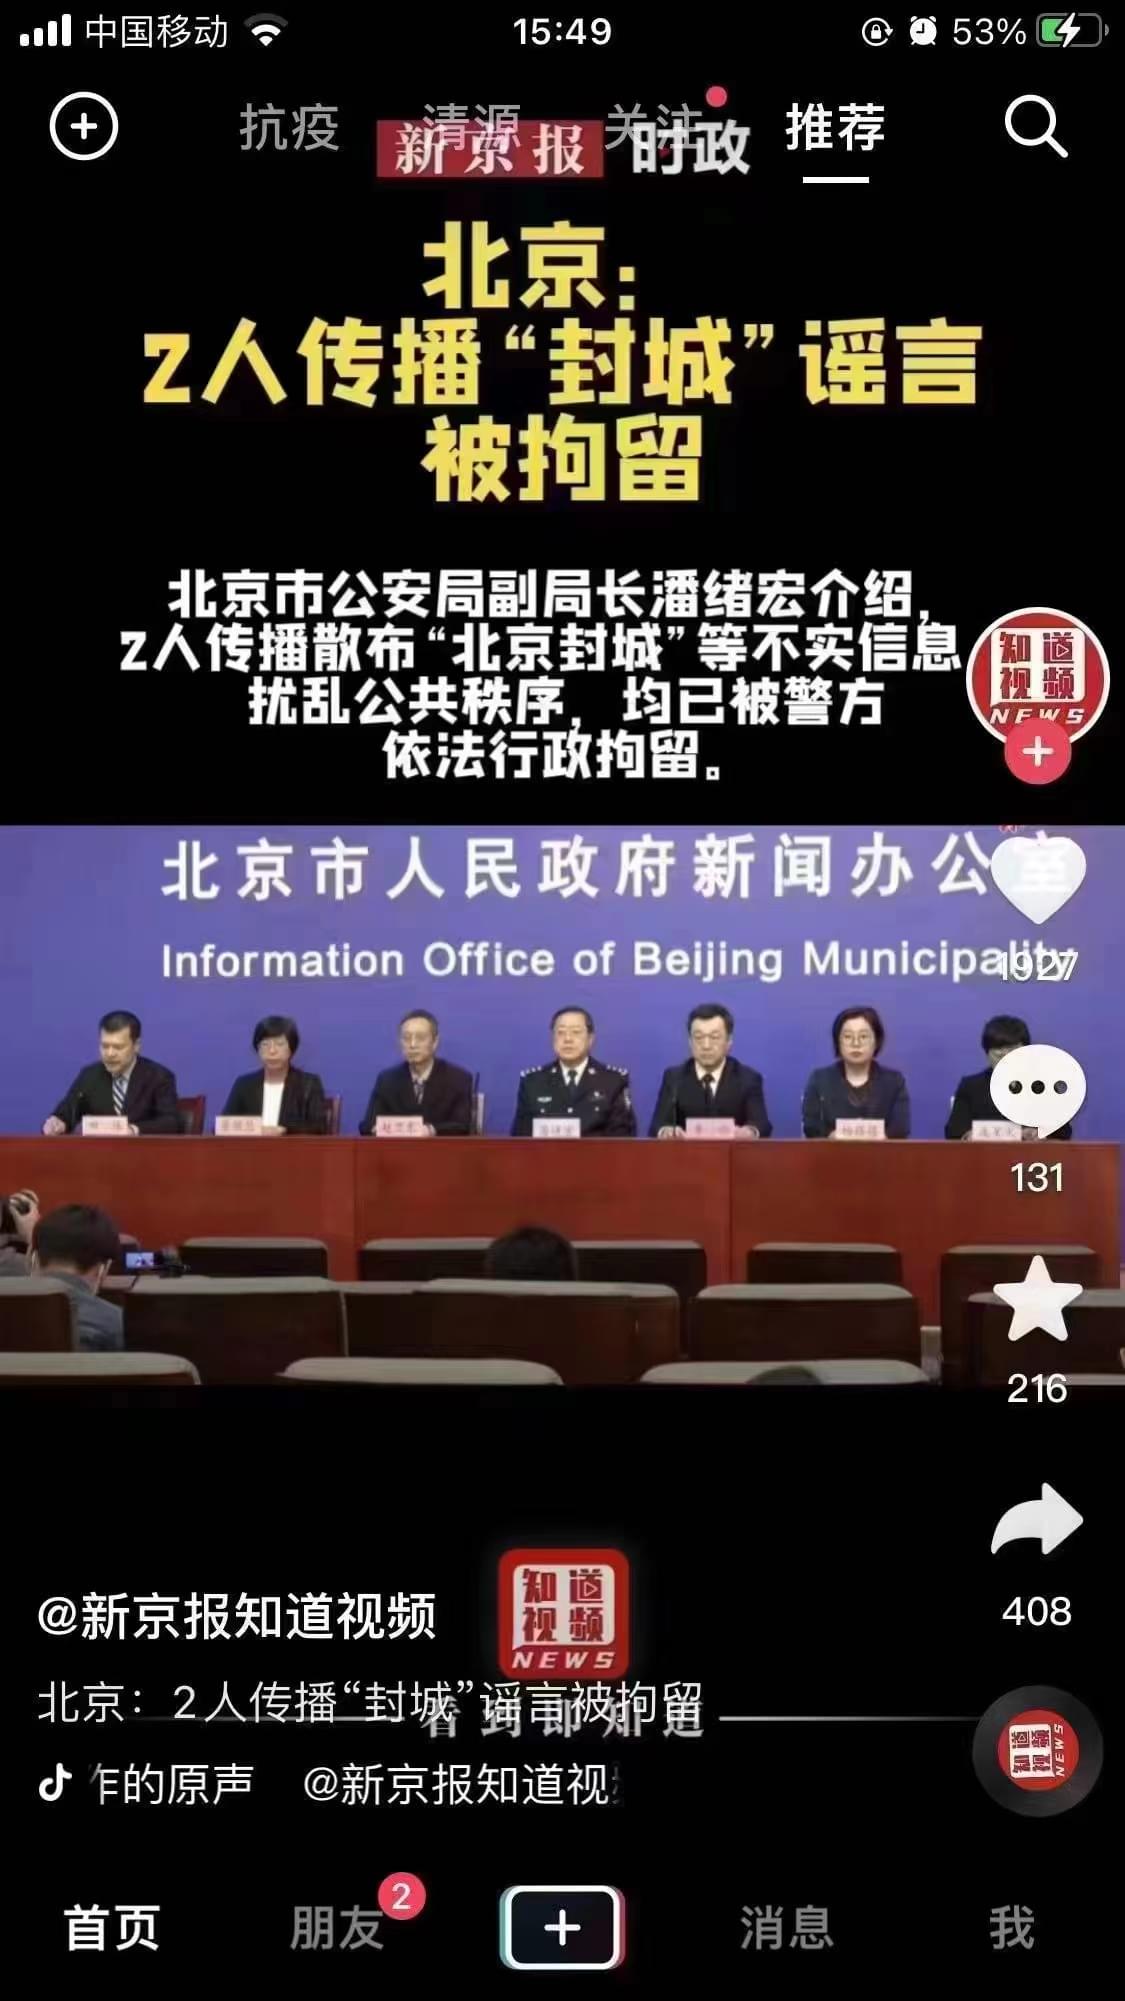 中国移动
15:49
53%
抗疫
清源
关注
推荐
新京报
时政
北京：
2人传播“封城”谣言
被拘留
北京市公安局副局长潘绪宏介绍，
2人传播散布“北京封城”等不实信息
扰乱公共秩序，均已被警方
依法行政拘留。
知道
视频
NEWS
北京市人民政府新闻办公室
Information Office of Beijing Municipality
1927
131
216
408
知道
视频
NEWS
@新京报知道视频
北京：2人传播“封城”谣言被拘留
看到即知道
作的原声 @新京报知道视频
知道
视频
NEWS
首页
朋友
2
消息
我